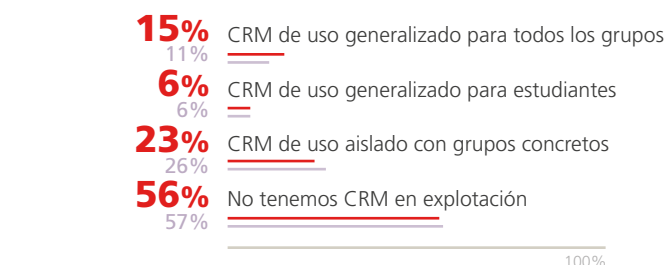 15% CRM de uso generalizado para todos los grupos
11%
6% CRM de uso generalizado para estudiantes
6%
23% CRM de uso aislado con grupos concretos
26%
56% No tenemos CRM en explotación
57%
100%